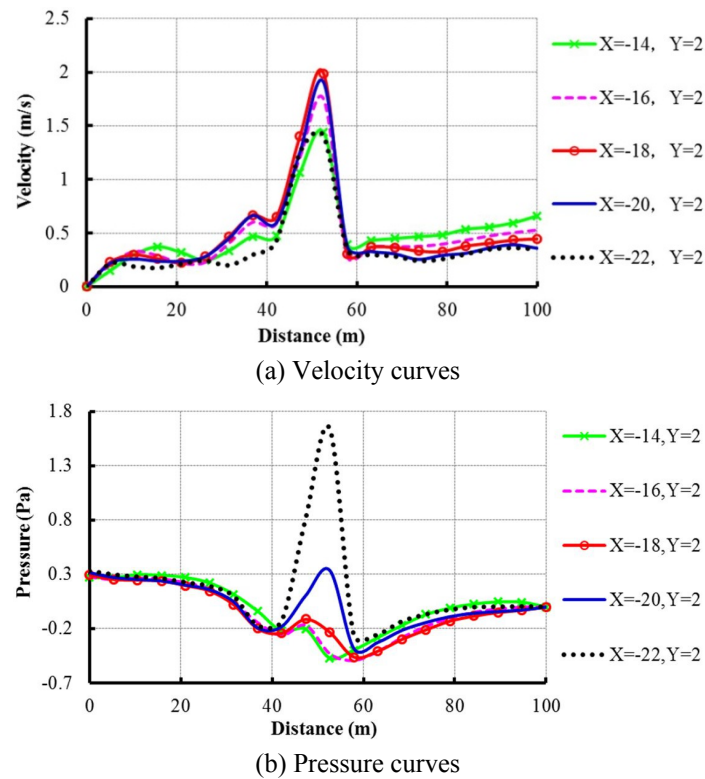 2.5
2
1.5
1
0.5
0
Velocity (m/s)
0 20 40 60 80 100
Distance (m)
X=-14, Y=2
X=-16, Y=2
X=-18, Y=2
X=-20, Y=2
X=-22, Y=2
(a) Velocity curves
1.8
1.3
0.8
0.3
-0.2
-0.7
Pressure (Pa)
0 20 40 60 80 100
Distance (m)
X=-14,Y=2
X=-16,Y=2
X=-18,Y=2
X=-20,Y=2
X=-22,Y=2
(b) Pressure curves